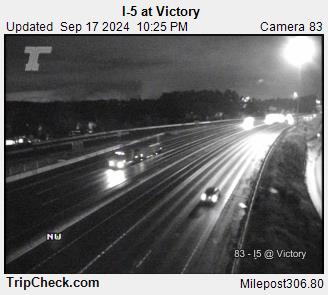 I-5 at Victory
Updated Sep 17 2024 10:25 PM Camera 83
T
NW
83 - I5 @ Victory
TripCheck.com Milepost306.80